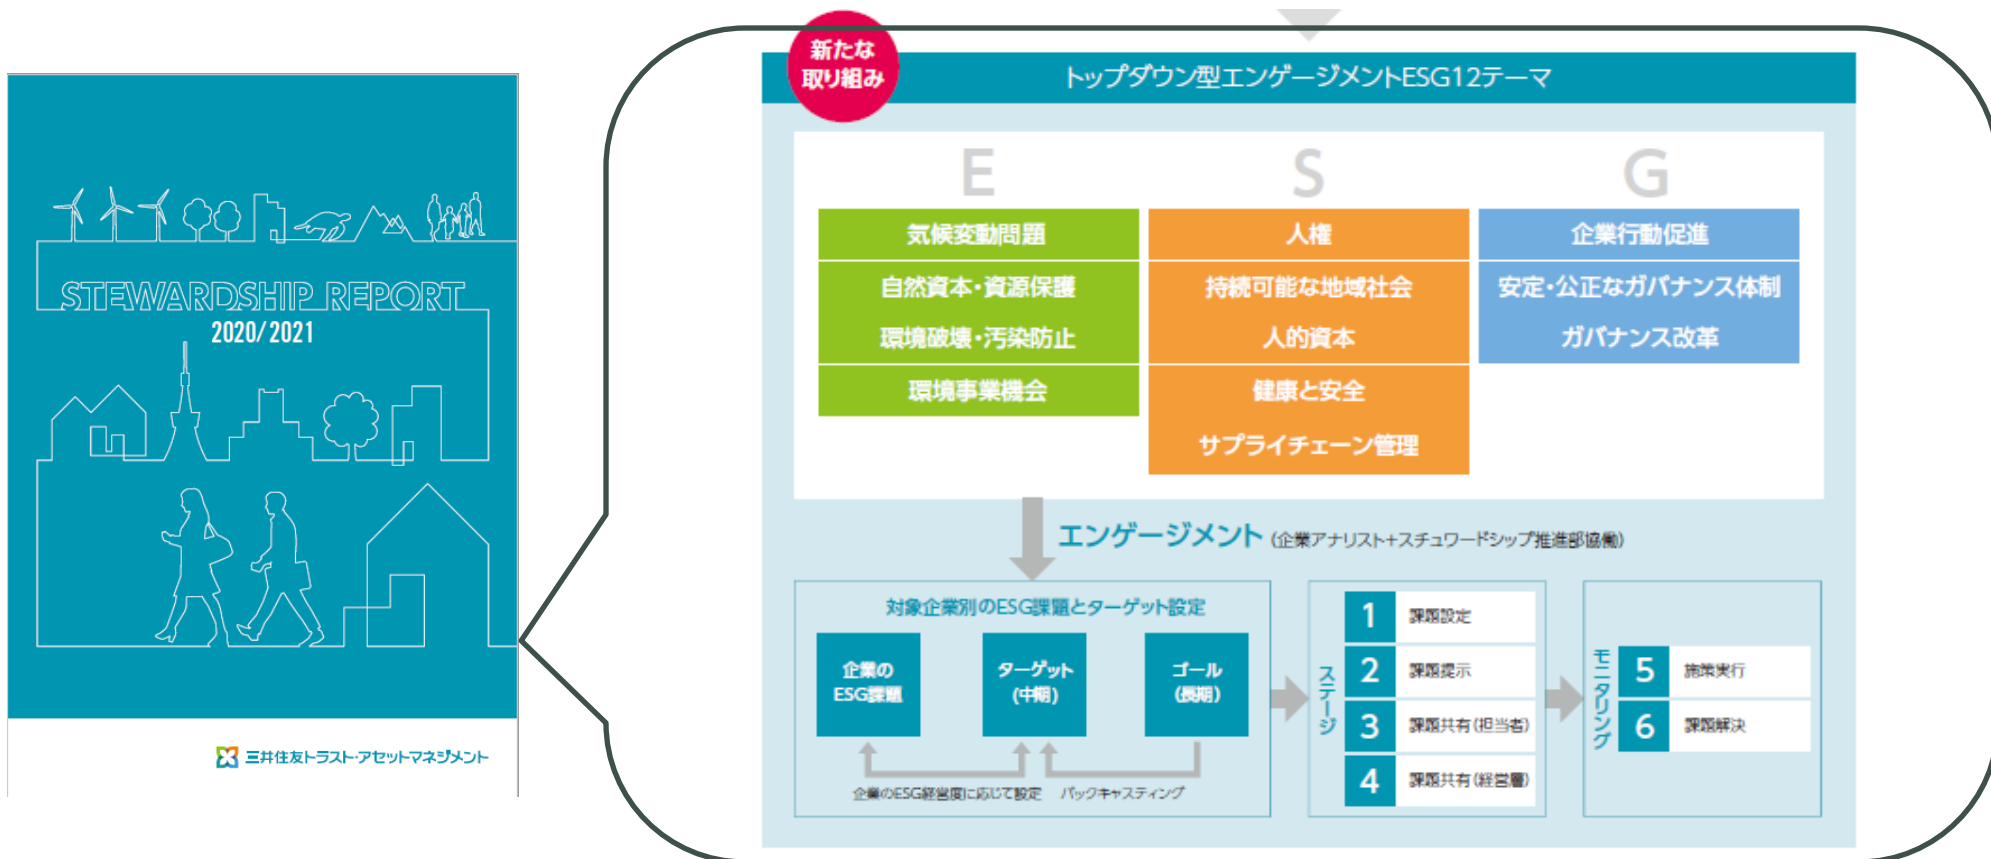 STEWARDSHIP REPORT
2020/2021
三井住友トラスト・アセットマネジメント
新たな
取り組み
トップダウン型エンゲージメントESG12テーマ
E
気候変動問題
自然資本・資源保護
環境破壊・汚染防止
環境事業機会
S
人権
持続可能な地域社会
人的資本
健康と安全
サプライチェーン管理
G
企業行動促進
安定・公正なガバナンス体制
ガバナンス改革
エンゲージメント (企業アナリスト+スチュワードシップ推進部協働)
対象企業別のESG課題とターゲット設定
企業の
ESG課題
ターゲット
(中期)
ゴール
(長期)
企業のESG経営度に応じて設定
バックキャスティング
ステージ
1 課題設定
2 課題提示
3 課題共有(担当者)
4 課題共有(経営層)
モニタリング
5 施策実行
6 課題解決